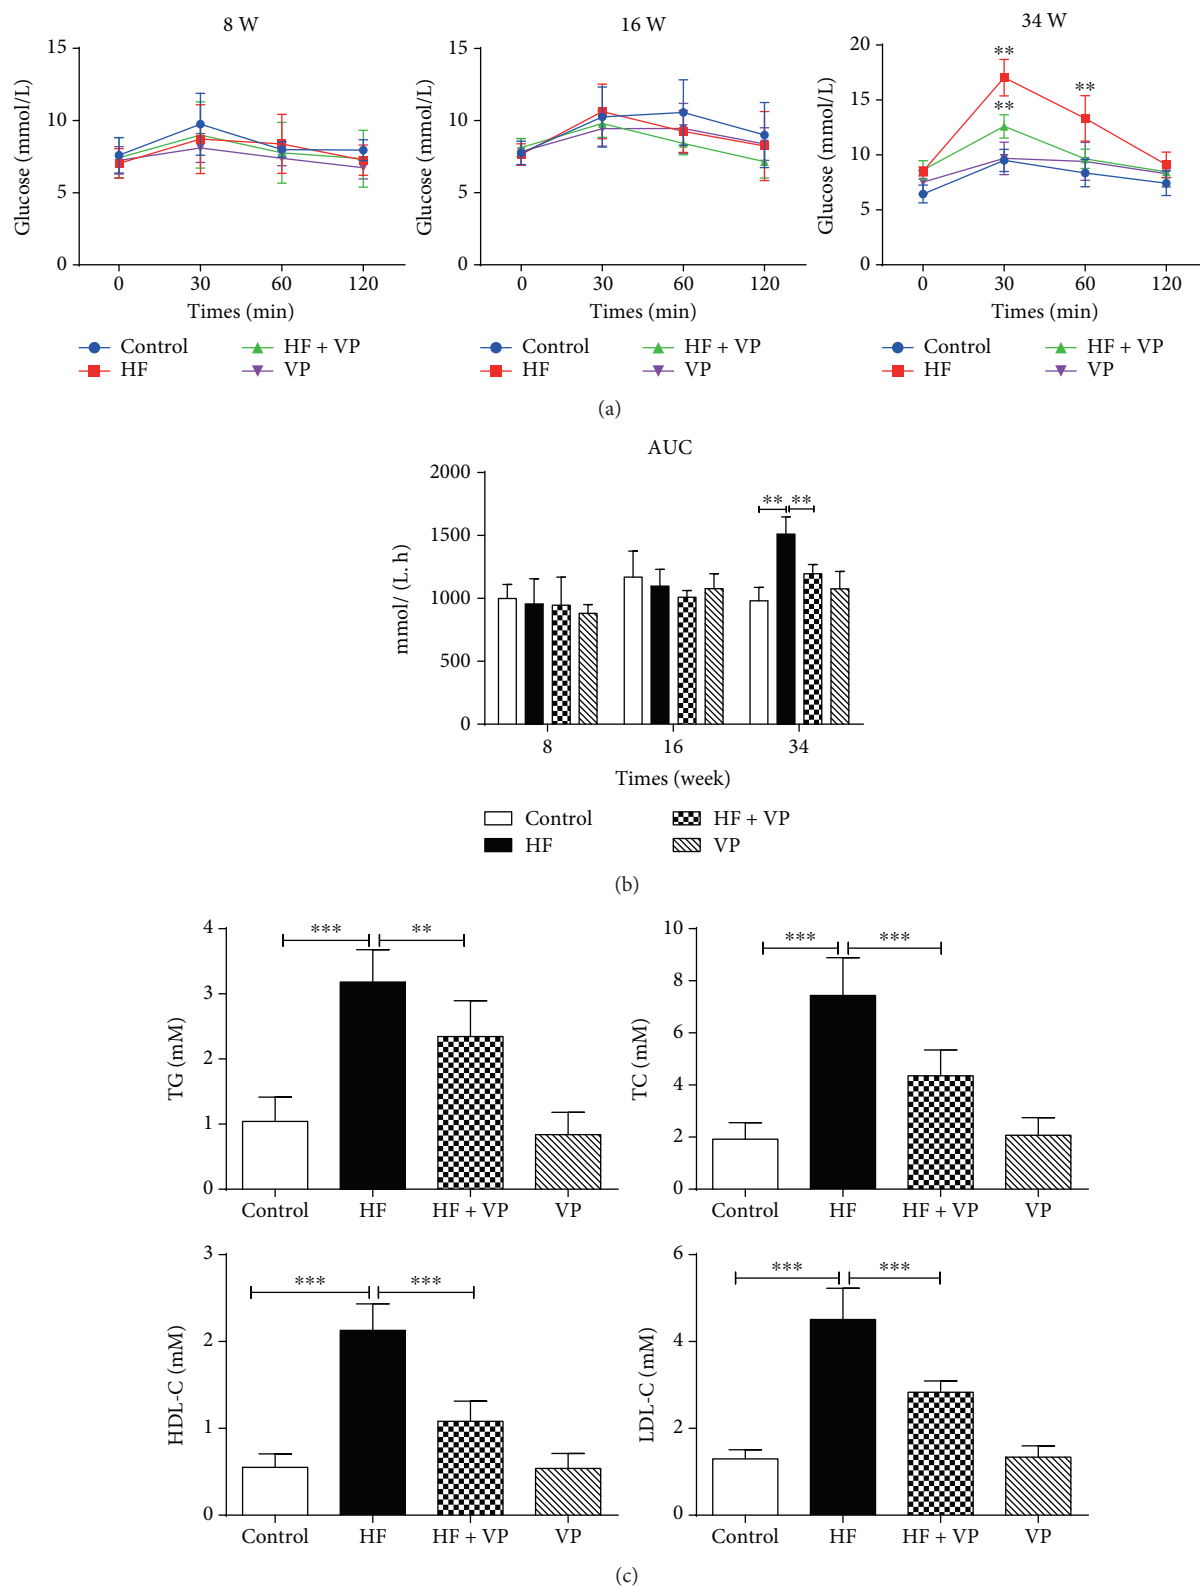 8 W
16 W
34 W
Glucose (mmol/L)
15
10
5
0
0 30 60 120
Times (min)
Control
HF + VP
HF
VP
Glucose (mmol/L)
15
10
5
0
0 30 60 120
Times (min)
Control
HF + VP
HF
VP
Glucose (mmol/L)
20
15
10
5
0
**
**
**
0 30 60 120
Times (min)
Control
HF + VP
HF
VP
(a)
AUC
mmol/ (L. h)
2000
1500
1000
500
0
** **
8 16 34
Times (week)
Control
HF + VP
HF
VP
(b)
TG (mM)
4
3
2
1
0
*** **
Control HF HF + VP VP
TC (mM)
10
8
6
4
2
0
*** ***
Control HF HF + VP VP
HDL-C (mM)
3
2
1
0
*** ***
Control HF HF + VP VP
LDL-C (mM)
6
4
2
0
*** ***
Control HF HF + VP VP
(c)